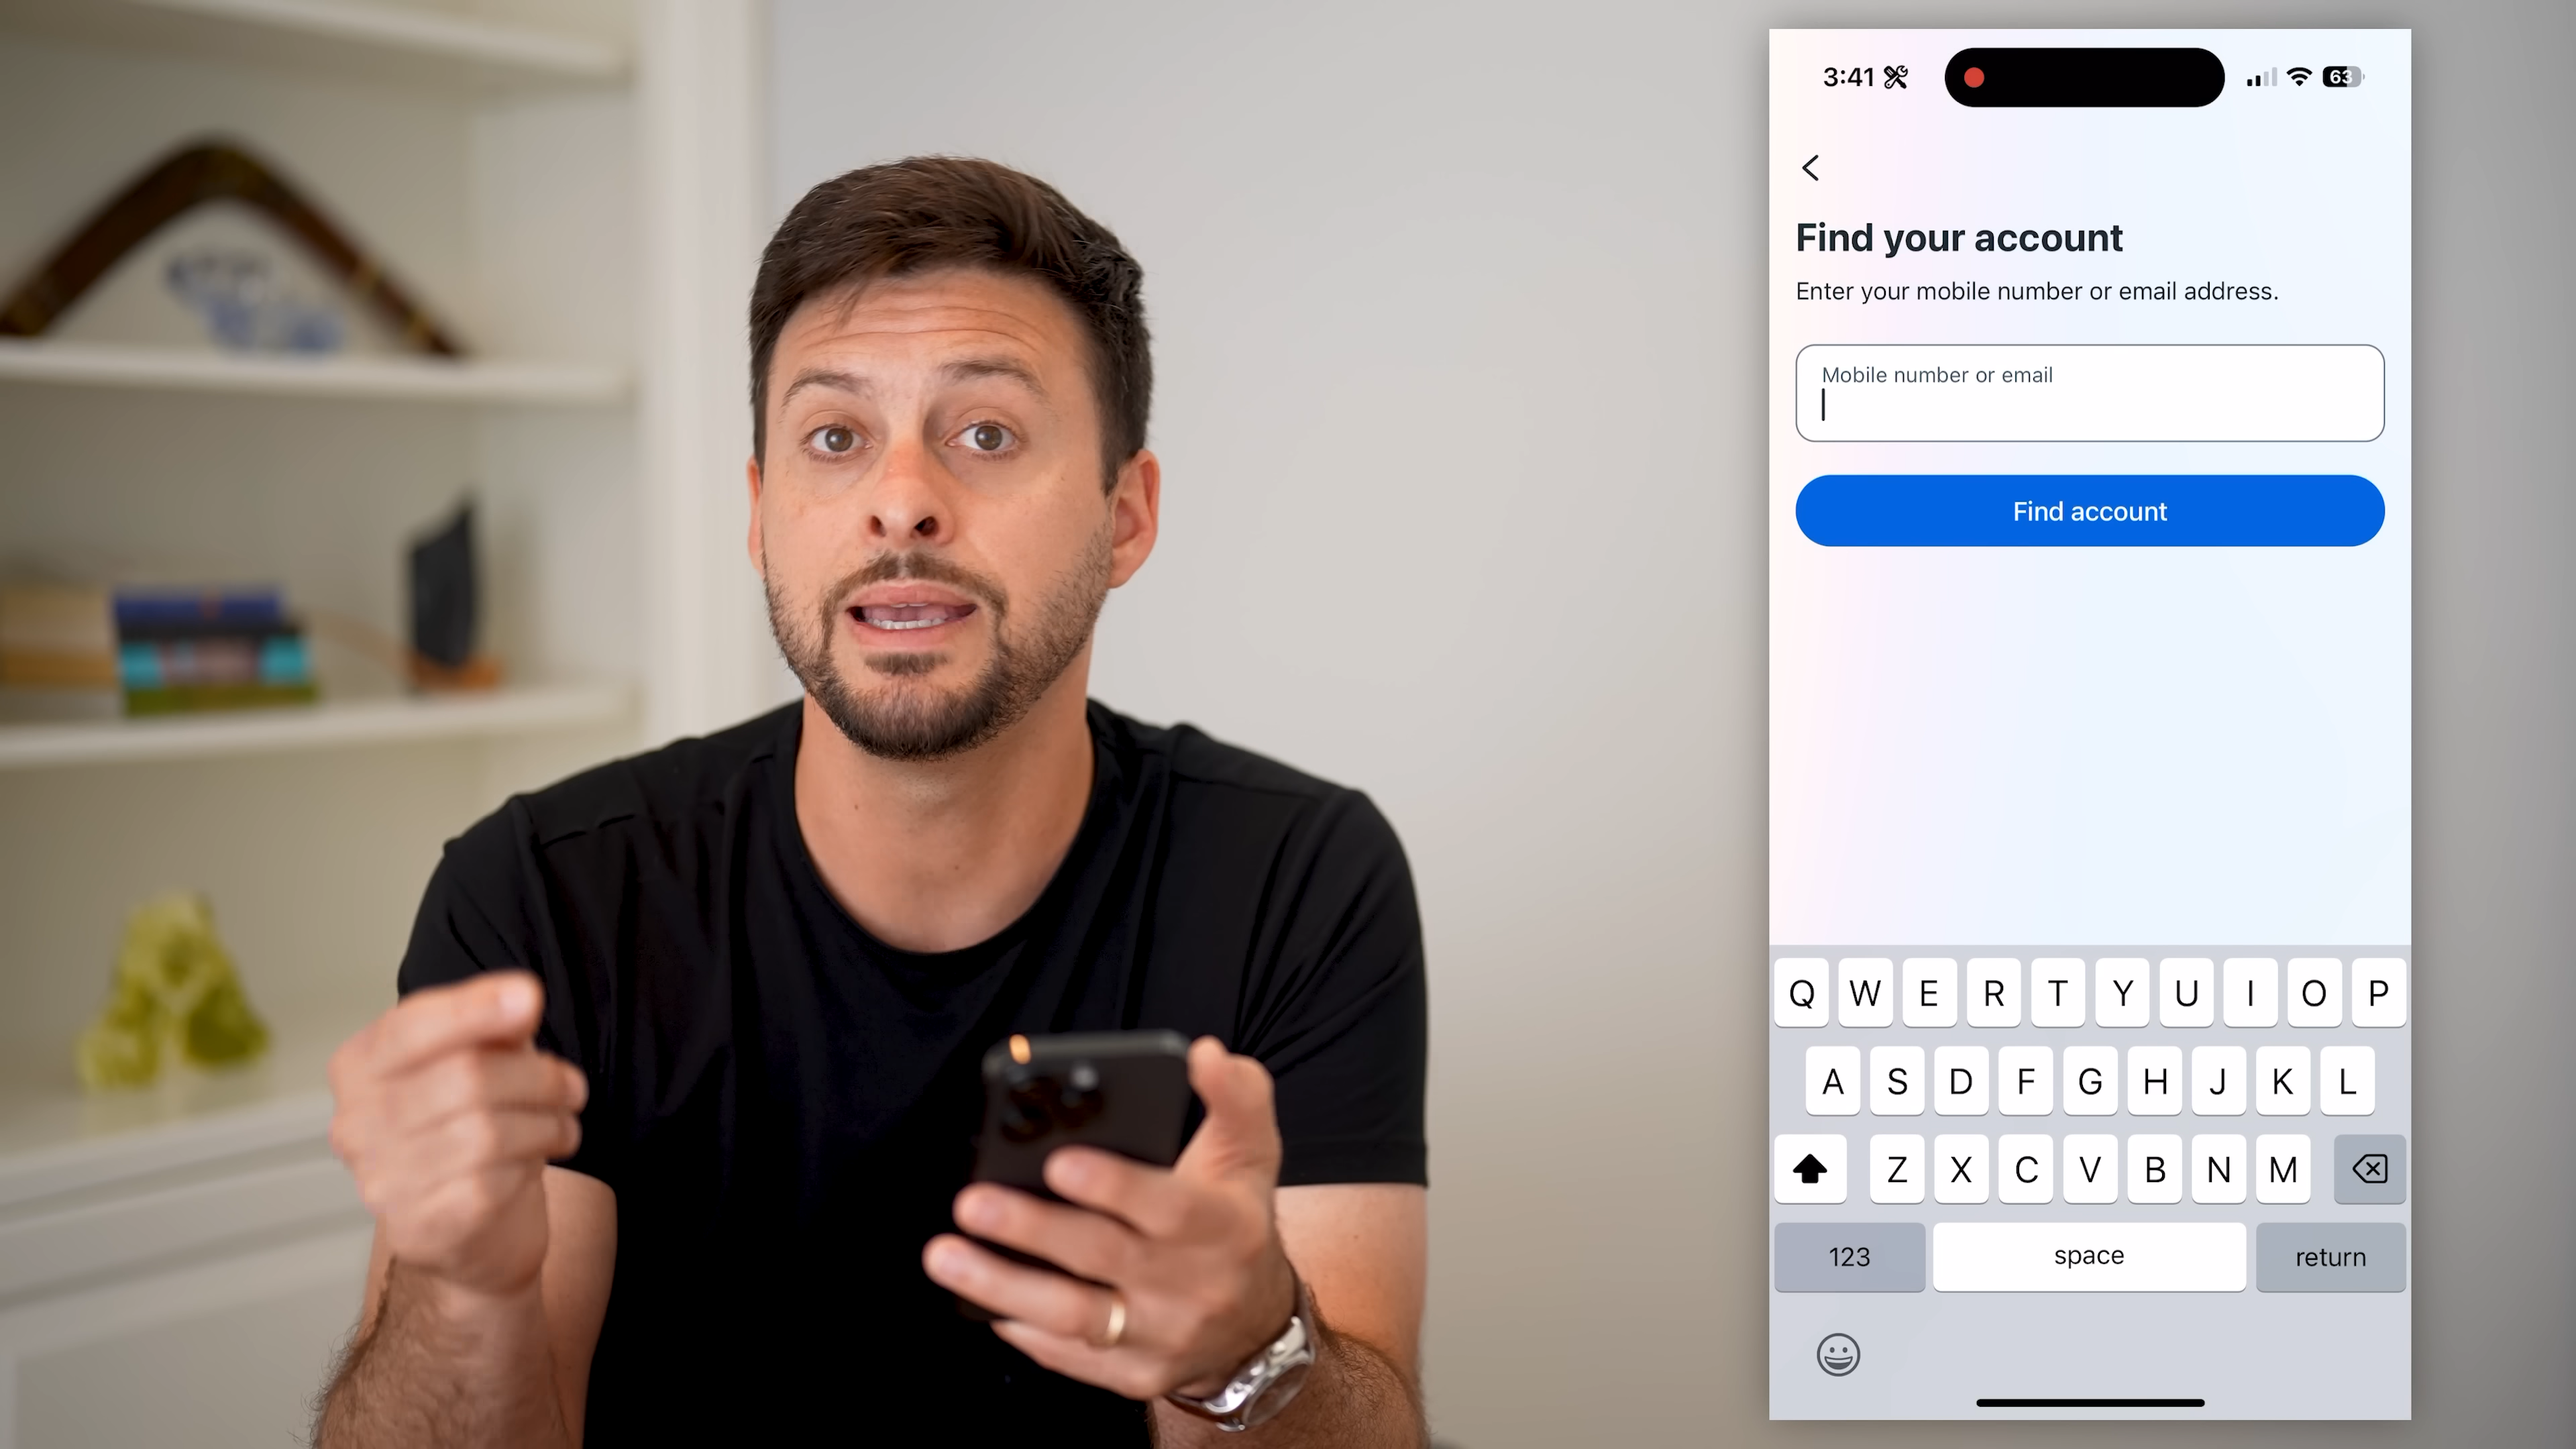 3:41
63
Find your account
Enter your mobile number or email address.
Mobile number or email
Find account
Q W E R T Y U I O P
A S D F G H J K L
Z X C V B N M
123 space return